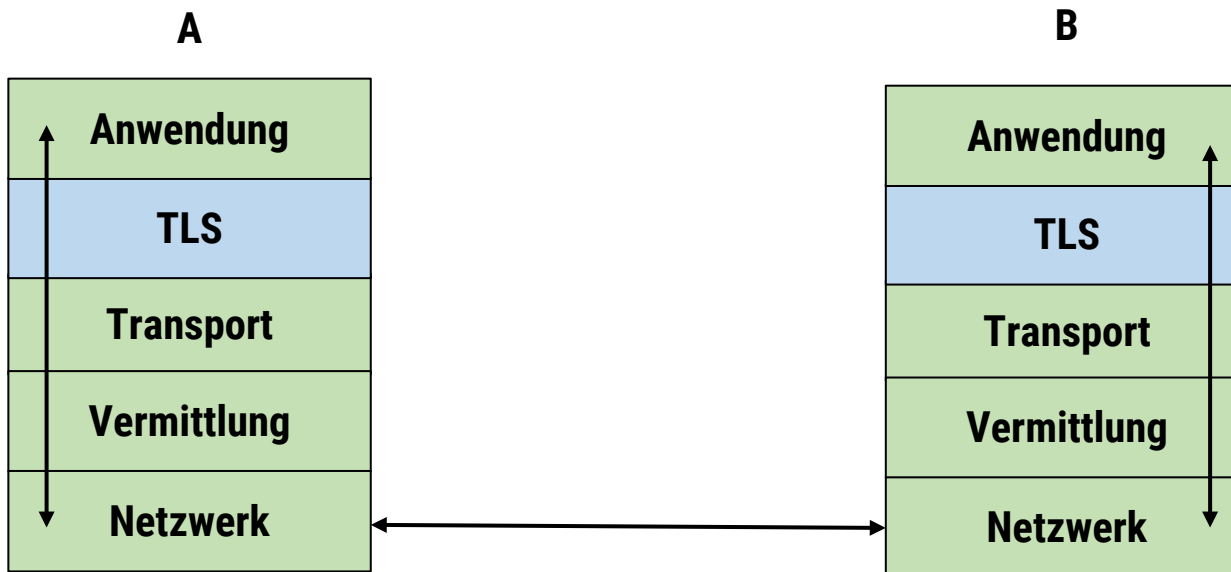 A
Anwendung
TLS
Transport
Vermittlung
Netzwerk
B
Anwendung
TLS
Transport
Vermittlung
Netzwerk